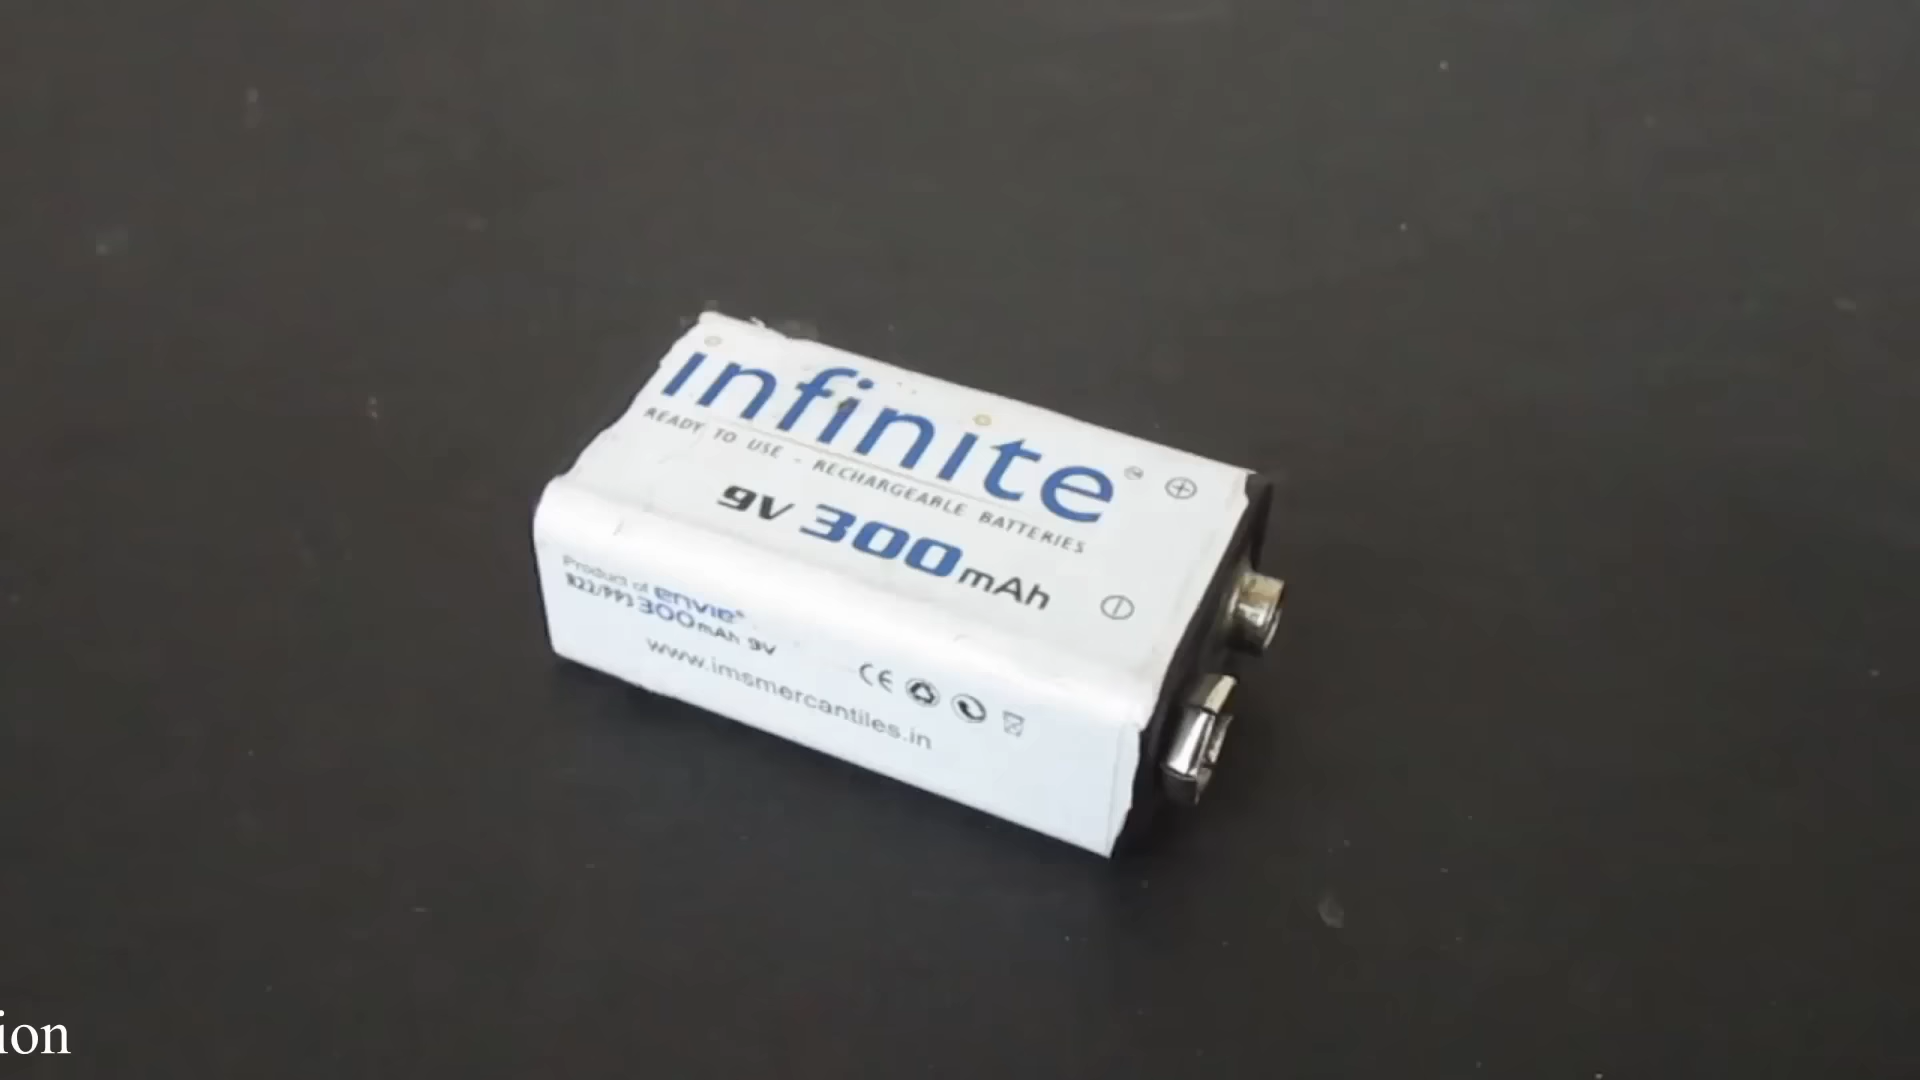 infinite
READY TO USE - RECHARGEABLE BATTERIES
9V 300mAh
Product of envie
R22/PP3 300mAh 9V
CE
www.imsmercantiles.in
ion